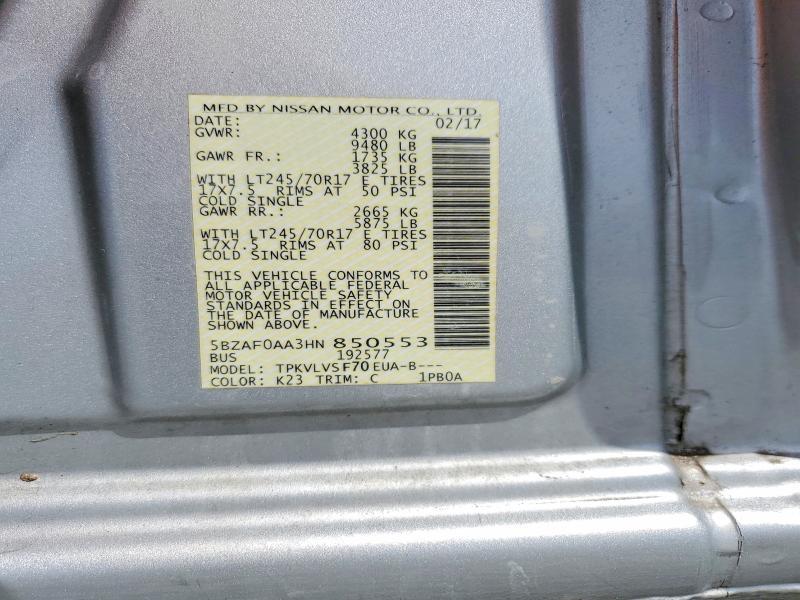 MFD BY NISSAN MOTOR CO., LTD.
DATE: 02/17
GVWR: 4300 KG
9480 LB
GAWR FR.: 1735 KG
3825 LB
WITH LT245/70R17 E TIRES
17X7.5 RIMS AT 50 PSI
COLD SINGLE
GAWR RR.: 2665 KG
5875 LB
WITH LT245/70R17 E TIRES
17X7.5 RIMS AT 80 PSI
COLD SINGLE
THIS VEHICLE CONFORMS TO
ALL APPLICABLE FEDERAL
MOTOR VEHICLE SAFETY
STANDARDS IN EFFECT ON
THE DATE OF MANUFACTURE
SHOWN ABOVE.
5BZAF0AA3HN 850553
BUS 192577
MODEL: TPKVLVSF70EUA-B---
COLOR: K23 TRIM: C 1PB0A